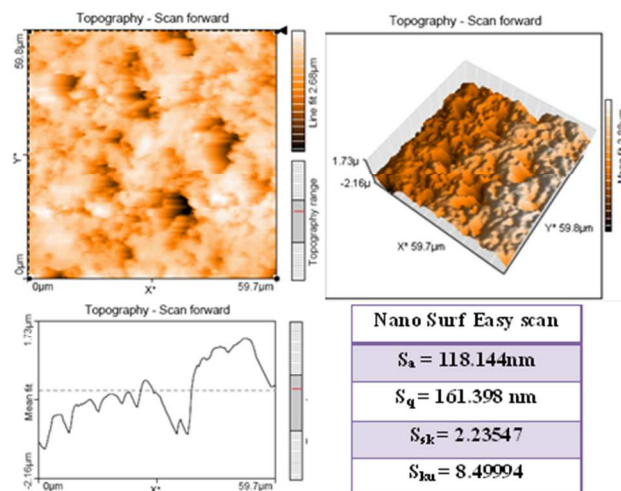 Topography - Scan forward
59.8µm
Y*
0µm
0µm
X*
59.7µm
Line fit 2.68µm
Topography range
Topography - Scan forward
1.73µ
-2.16µ
X* 59.7µm
Y* 59.8µm
Topography - Scan forward
1.73µm
Mean fit
-2.16µm
0µm
X*
59.7µm
Nano Surf Easy scan
Sa = 118.144nm
Sq = 161.398 nm
Ssk = 2.23547
Sku = 8.49994